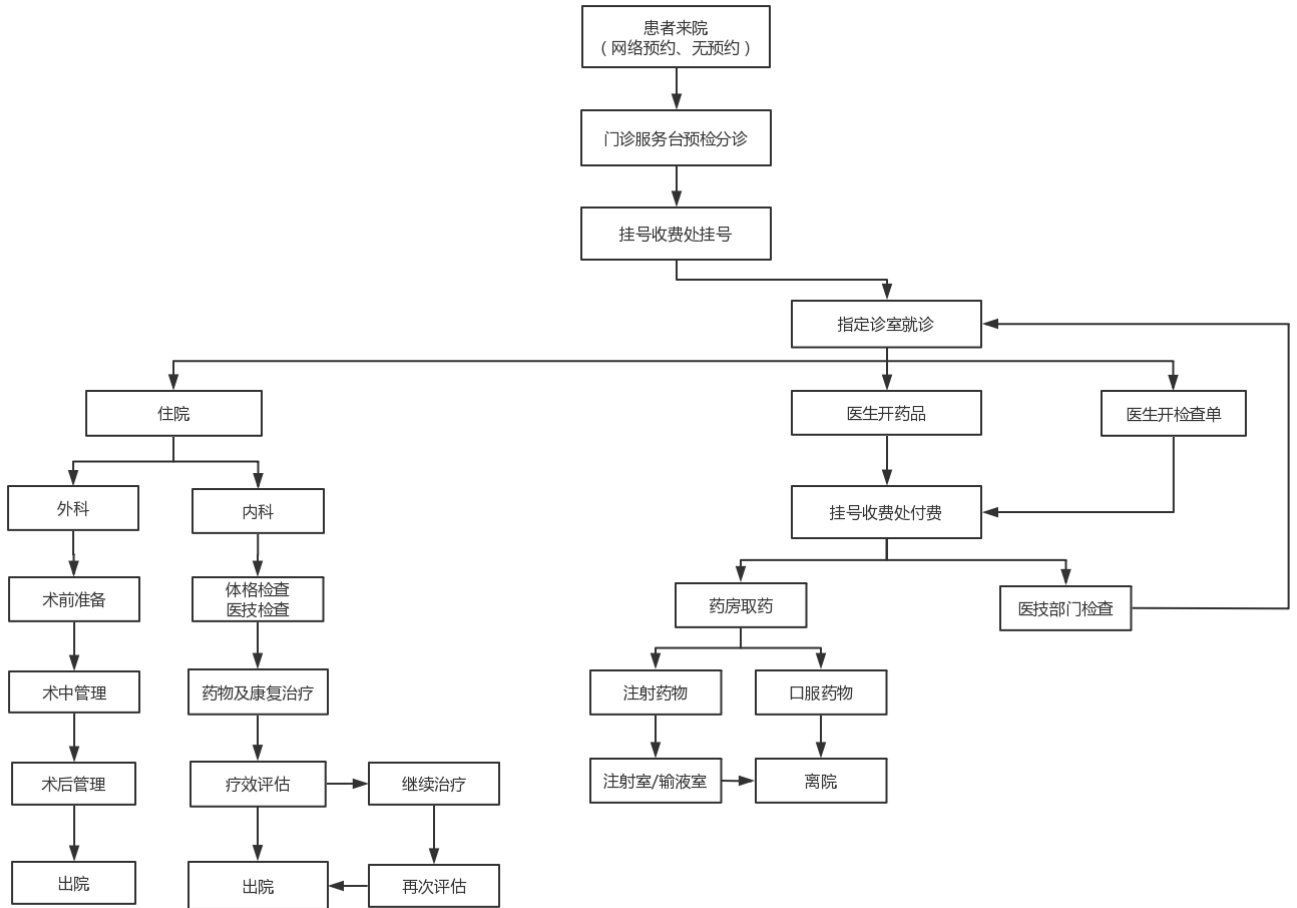 患者来院
（网络预约、无预约）
门诊服务台预检分诊
挂号收费处挂号
指定诊室就诊
住院
医生开药品
医生开检查单
外科
内科
挂号收费处付费
术前准备
体格检查
医技检查
药房取药
医技部门检查
术中管理
药物及康复治疗
注射药物
口服药物
术后管理
疗效评估
继续治疗
注射室/输液室
离院
出院
出院
再次评估